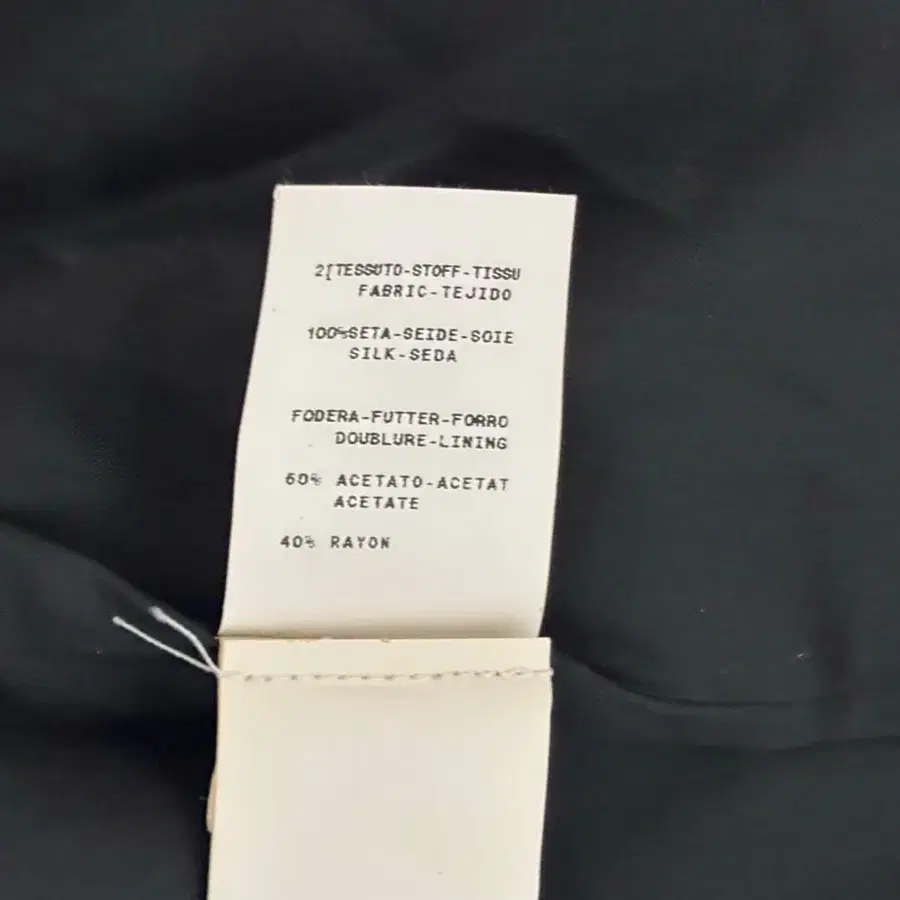 2[TESSUTO-STOFF-TISSU
FABRIC-TEJIDO
100%SETA-SEIDE-SOIE
SILK-SEDA
FODERA-FUTTER-FORRO
DOUBLURE-LINING
60% ACETATO-ACETAT
ACETATE
40% RAYON